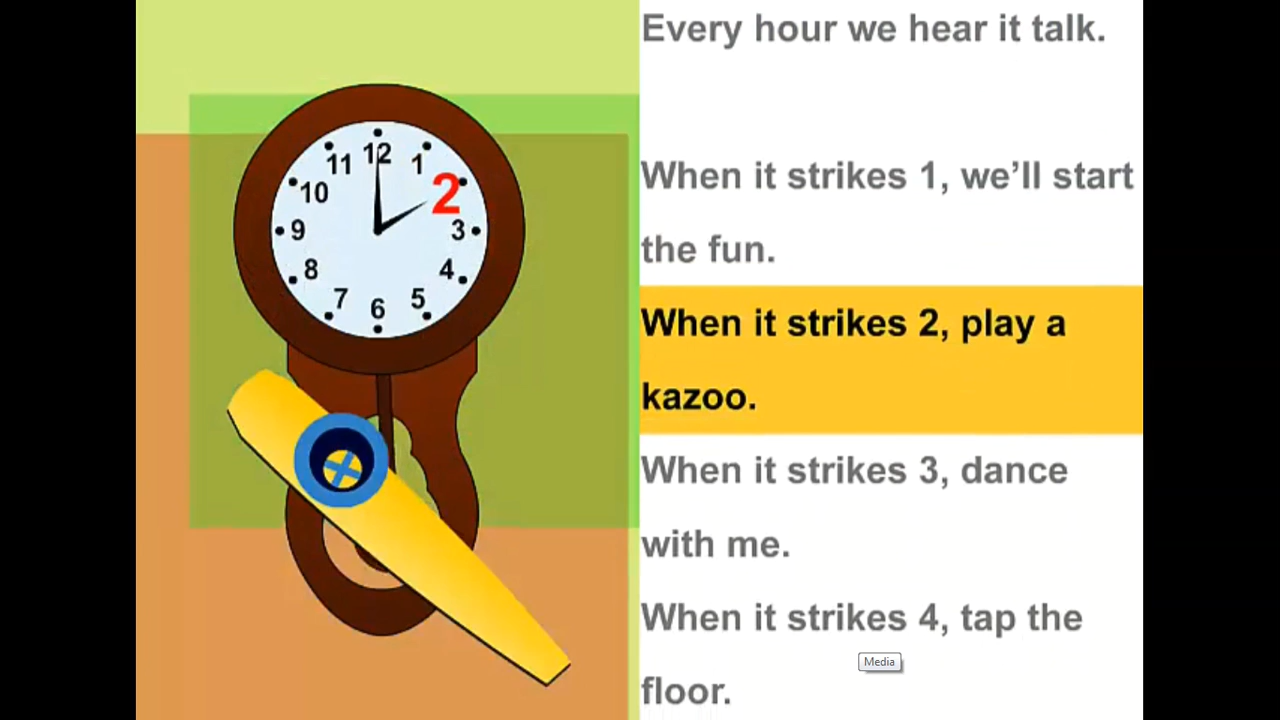 Every hour we hear it talk.
When it strikes 1, we’ll start
the fun.
When it strikes 2, play a
kazoo.
When it strikes 3, dance
with me.
When it strikes 4, tap the
floor.
Media
12
11
1
10
2
9
3
8
4
7
5
6